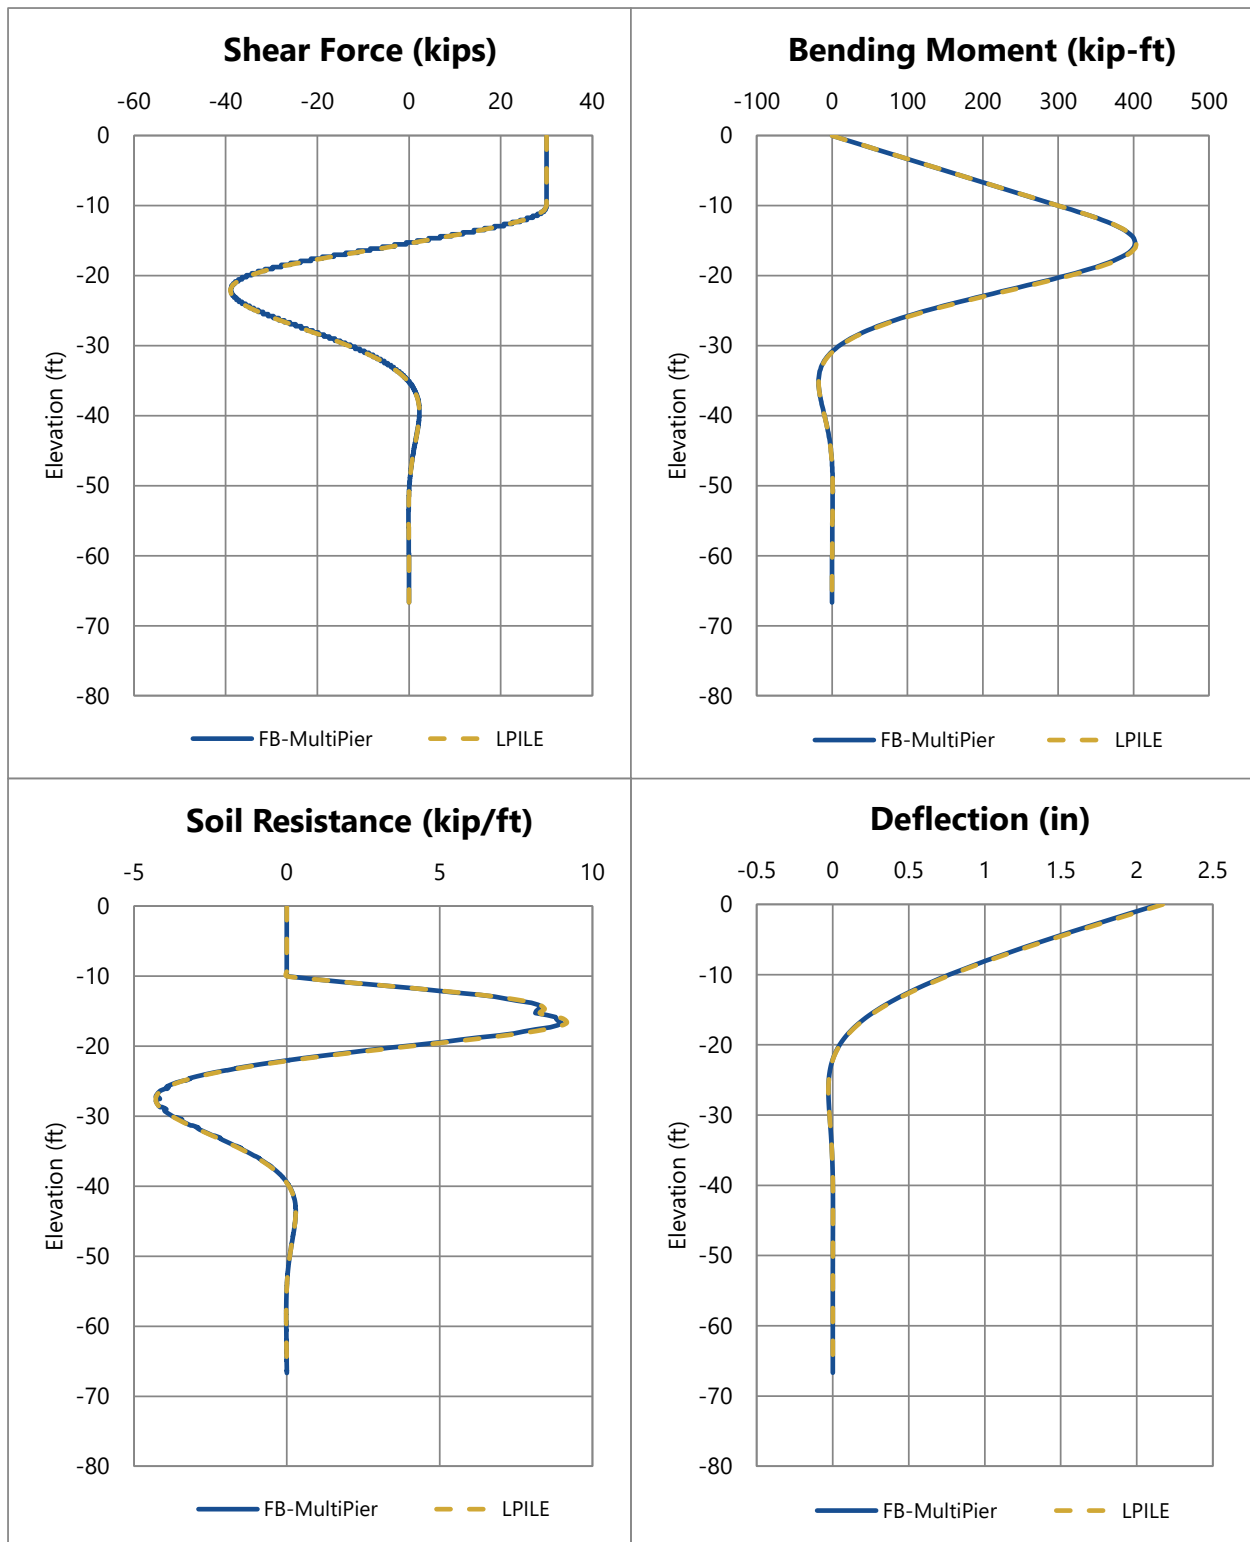 Shear Force (kips)
-60 -40 -20 0 20 40
0
-10
-20
-30
-40
-50
-60
-70
-80
Elevation (ft)
FB-MultiPier LPILE
Bending Moment (kip-ft)
-100 0 100 200 300 400 500
0
-10
-20
-30
-40
-50
-60
-70
-80
Elevation (ft)
FB-MultiPier LPILE
Soil Resistance (kip/ft)
-5 0 5 10
0
-10
-20
-30
-40
-50
-60
-70
-80
Elevation (ft)
FB-MultiPier LPILE
Deflection (in)
-0.5 0 0.5 1 1.5 2 2.5
0
-10
-20
-30
-40
-50
-60
-70
-80
Elevation (ft)
FB-MultiPier LPILE